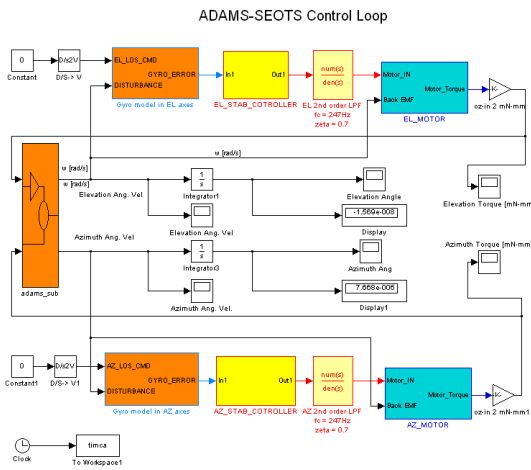 ADAMS-SEOTS Control Loop
0
Constant
D/s2V
D/S-> V
EL_LOS_CMD
GYRO_ERROR
DISTURBANCE
Gyro model in EL axes
In1
Out1
EL_STAB_COTROLLER
num(s)
den(s)
EL 2nd order LPF
fc = 247Hz
zeta = 0.7
Motor_IN
Motor_Torque
Back EMF
EL_MOTOR
-K-
oz-in 2 mN-mm
w [rad/s]
w [rad/s]
w [rad/s]
Elevation Ang. Vel
1
s
Integrator1
Elevation Ang. Vel
Elevation Angle
-1.569e-008
Display
Elevation Torque [mN-mm
Azimuth Ang. Vel
1
s
Integrator3
Azimuth Ang. Vel.
Azimuth Ang
7.668e-006
Display1
Azimuth Torque [mN-mm]
adams_sub
0
Constant1
D/s2V
D/S-> V1
AZ_LOS_CMD
GYRO_ERROR
DISTURBANCE
Gyro model in AZ axes
In1
Out1
AZ_STAB_COTROLLER
num(s)
den(s)
AZ 2nd order LPF
fc = 247Hz
zeta = 0.7
Motor_IN
Motor_Torque
Back EMF
AZ_MOTOR
-K-
oz-in 2 mN-mm1
Clock
timsa
To Workspace1